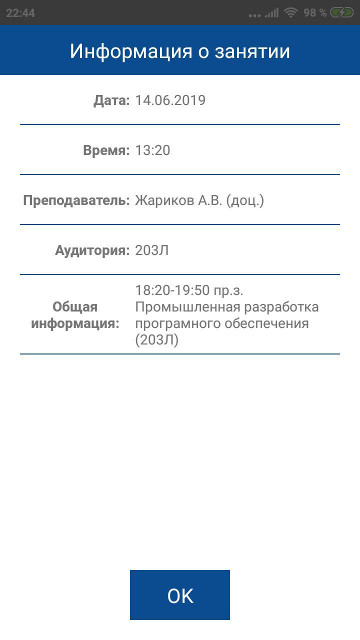 22:44
98 %
Информация о занятии
Дата: 14.06.2019
Время: 13:20
Преподаватель: Жариков А.В. (доц.)
Аудитория: 203Л
Общая информация:
18:20-19:50 пр.з.
Промышленная разработка
програмного обеспечения
(203Л)
OK